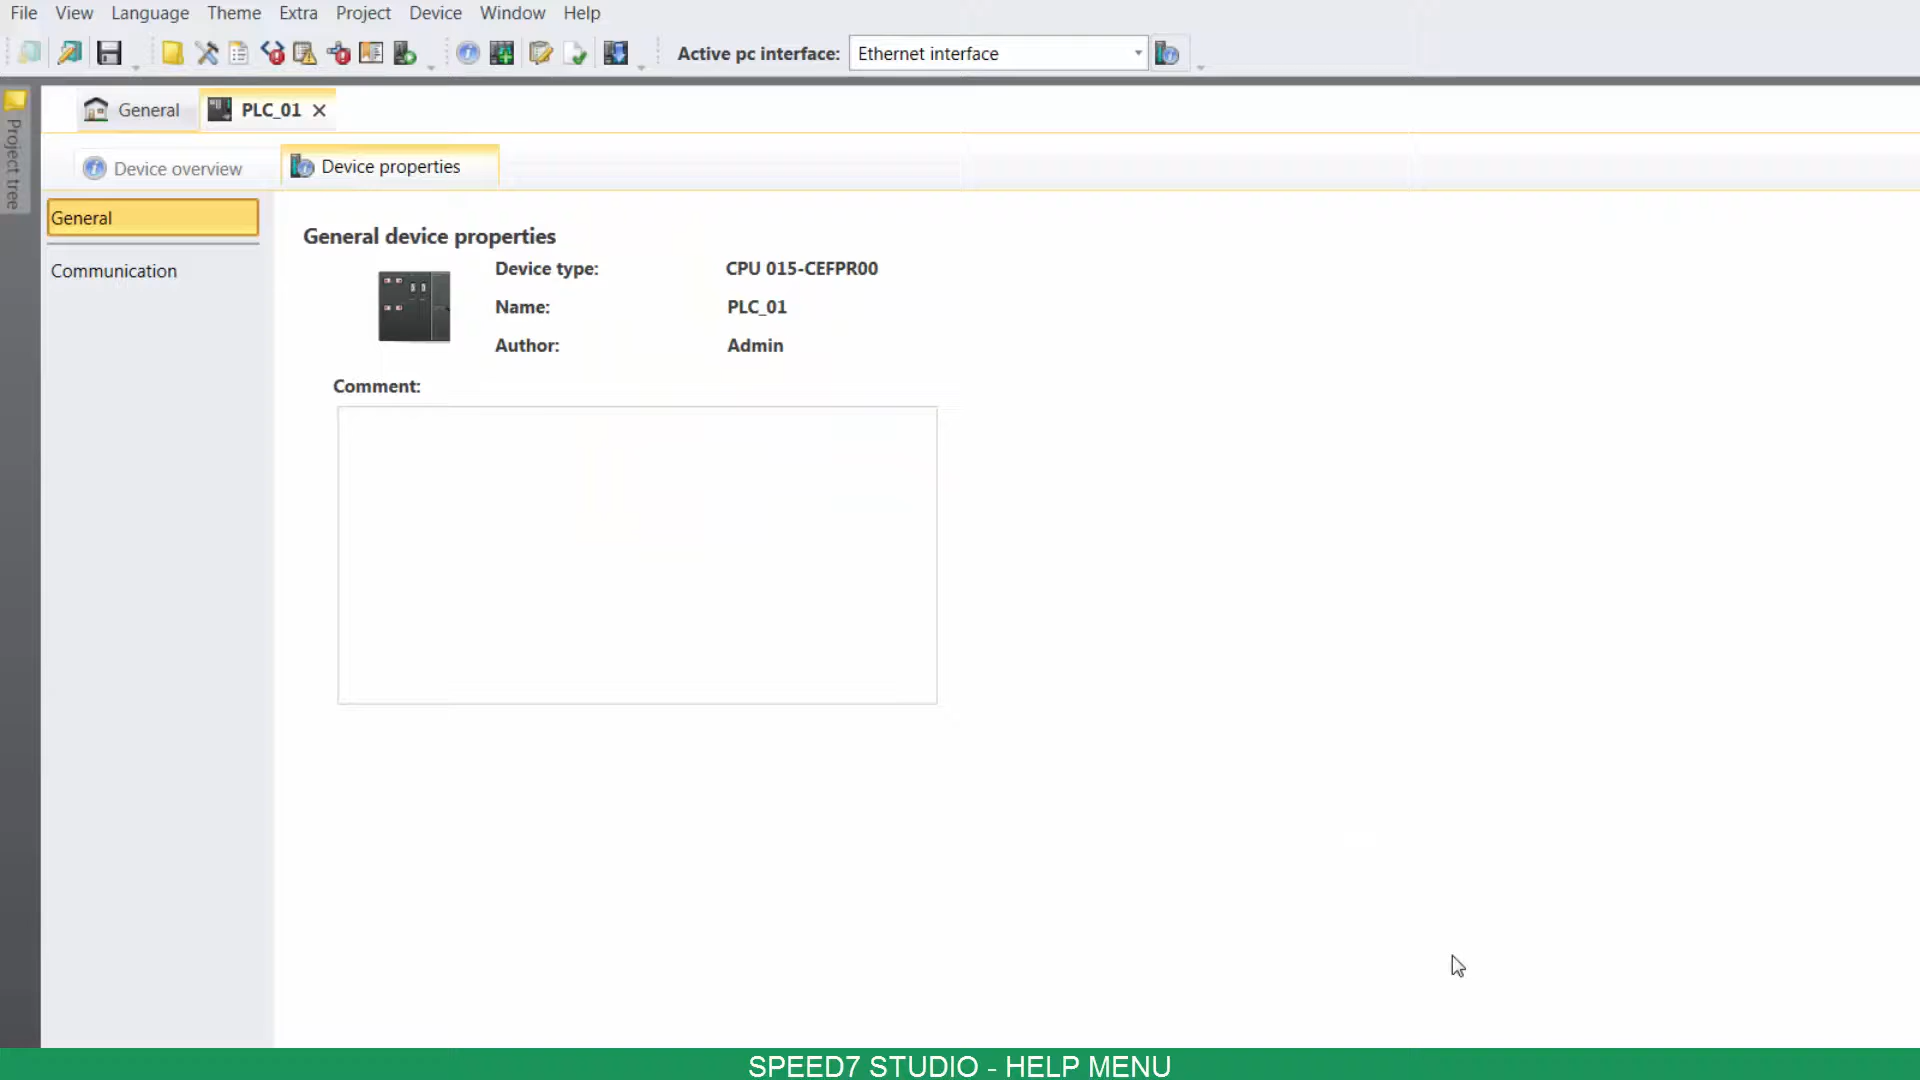 File View Language Theme Extra Project Device Window Help
Active pc interface: Ethernet interface
Project tree
General PLC_01
Device overview Device properties
General
Communication
General device properties
Device type: CPU 015-CEFPR00
Name: PLC_01
Author: Admin
Comment:
SPEED7 STUDIO - HELP MENU